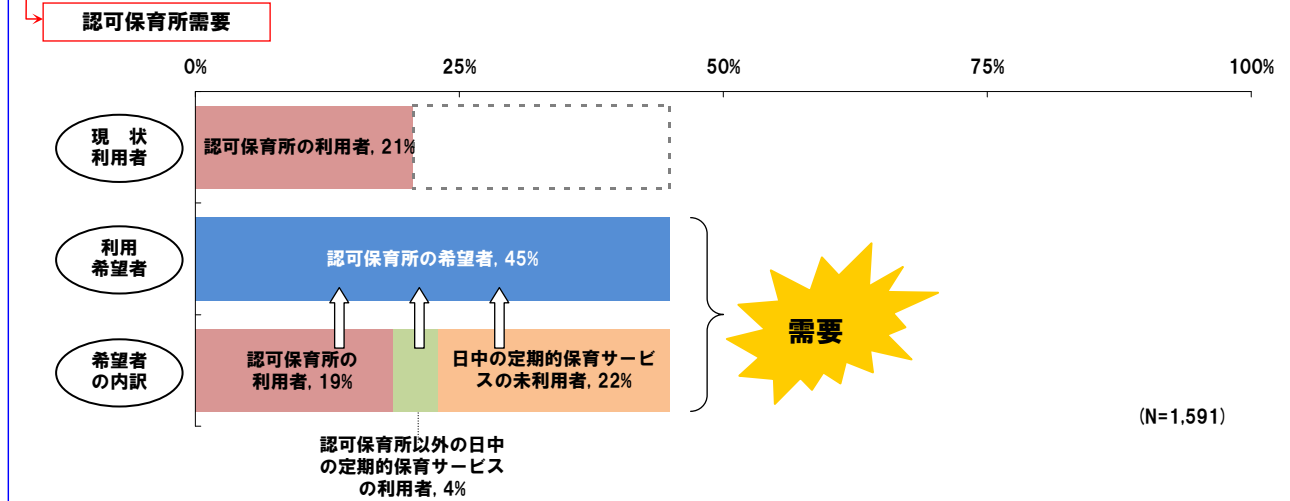 認可保育所需要
0%
25%
50%
75%
100%
現　状
利用者
認可保育所の利用者, 21%
利用
希望者
認可保育所の希望者, 45%
需要
希望者
の内訳
認可保育所の
利用者, 19%
日中の定期的保育サービ
スの未利用者, 22%
認可保育所以外の日中
の定期的保育サービス
の利用者, 4%
(N=1,591)